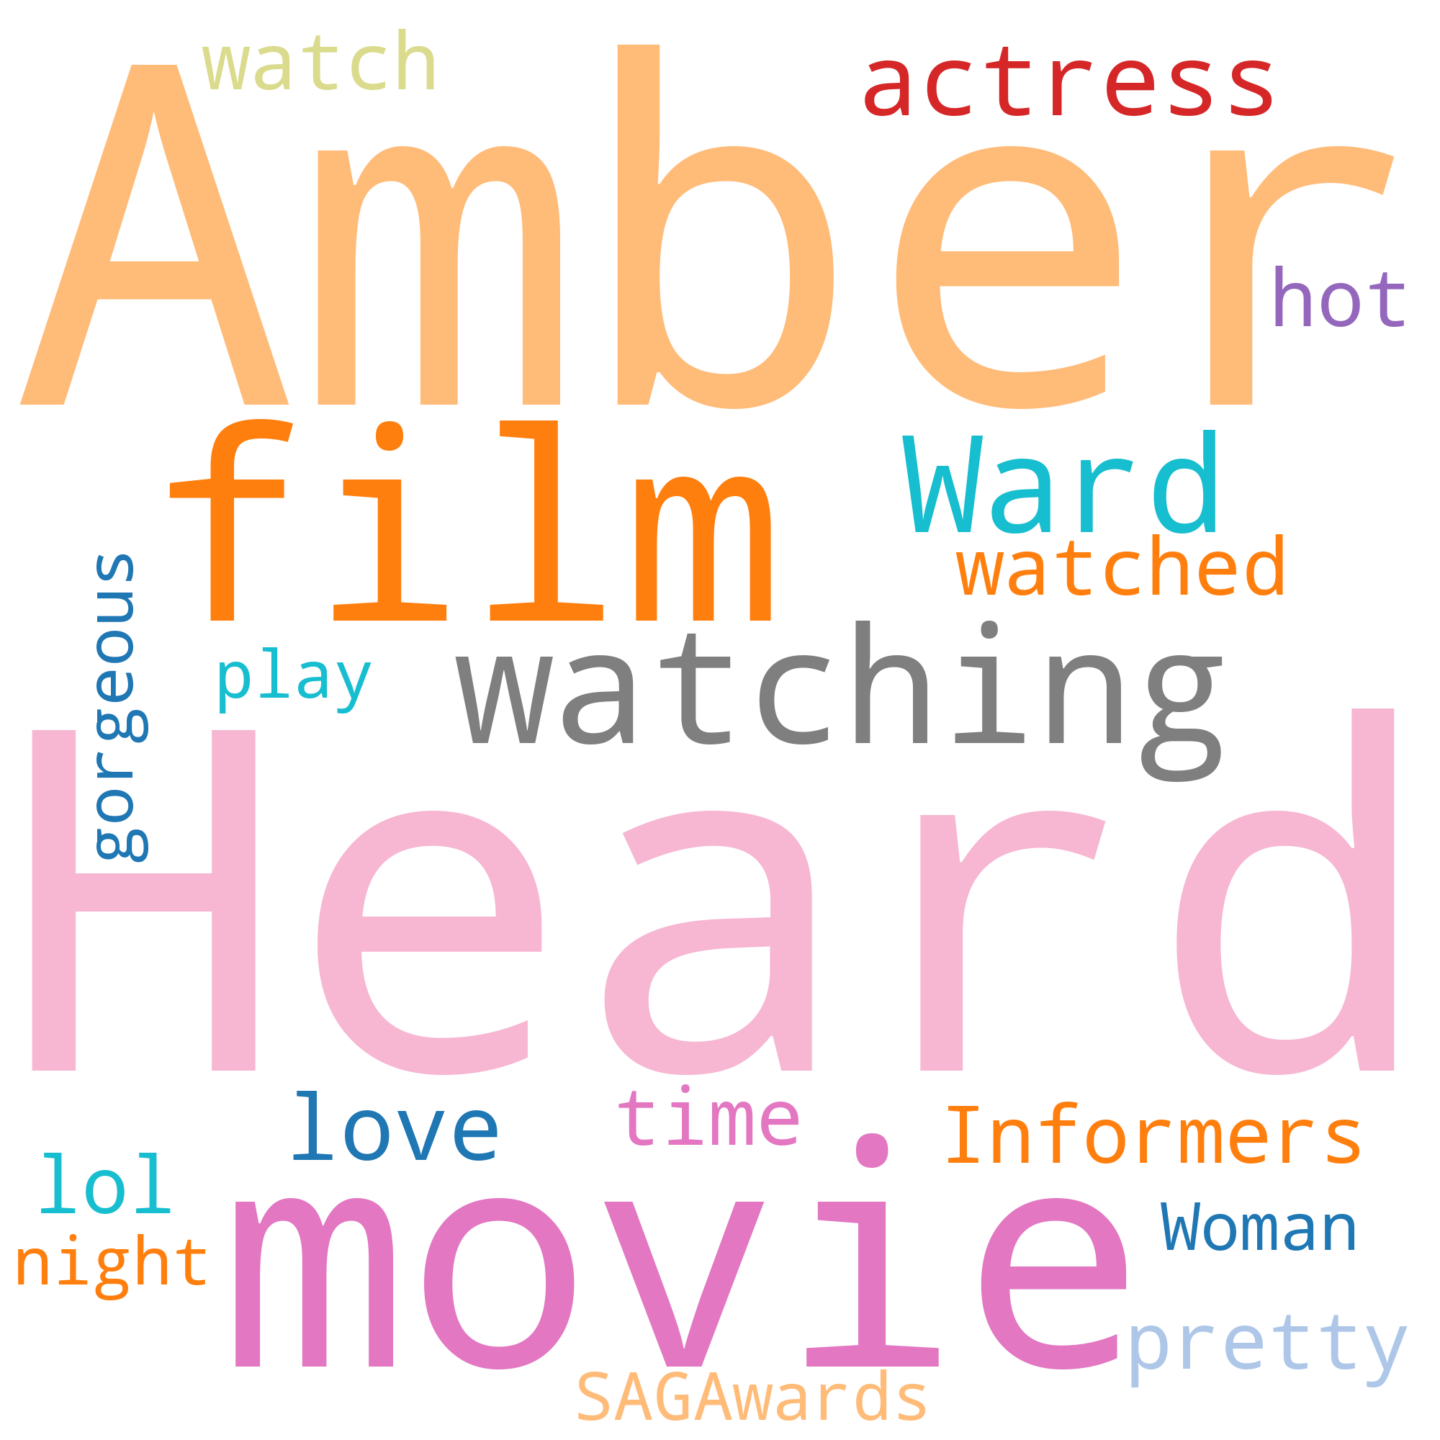 watch
actress
Amber
hot
film
Ward
watched
gorgeous
play
watching
Heard
love
time
Informers
lol
movie
Woman
night
pretty
SAGAwards